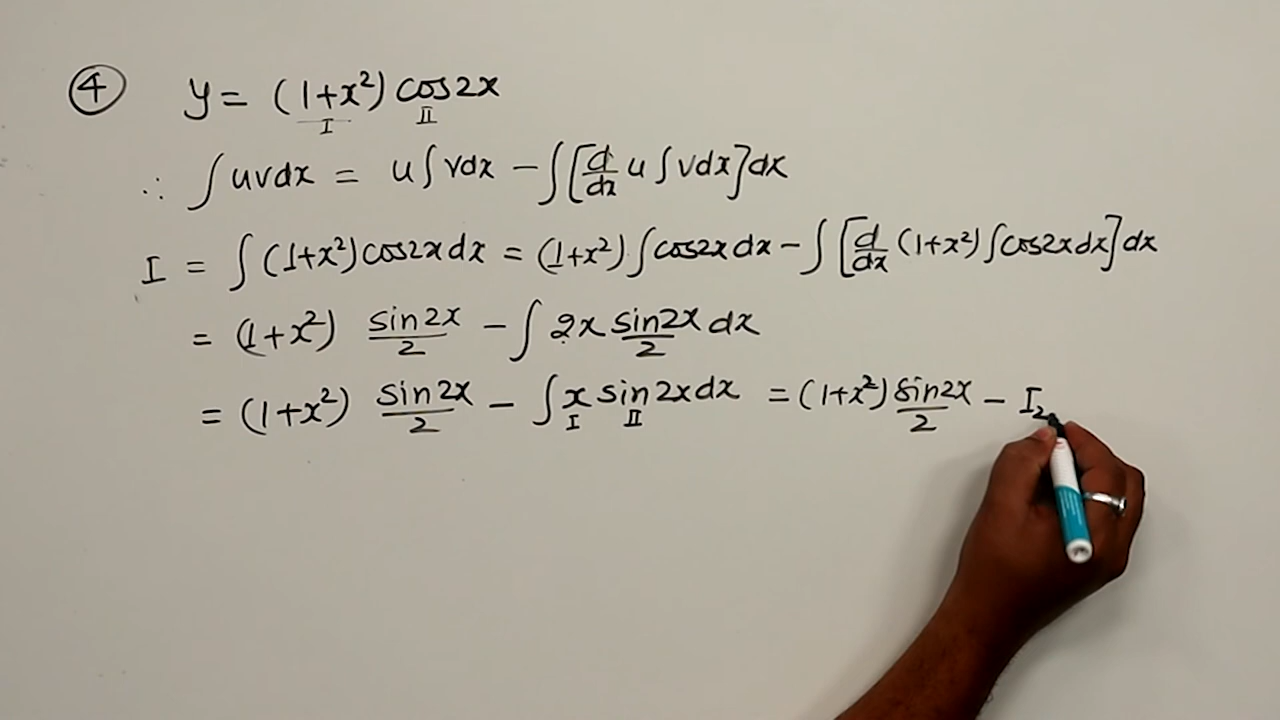 ④ y = (1+x²) cos2x
I II
∴ ∫ uvdx = u ∫ vdx − ∫ [d/dx u ∫ vdx] dx
I = ∫ (1+x²) cos2x dx = (1+x²) ∫ cos2x dx − ∫ [d/dx (1+x²) ∫ cos2x dx] dx
= (1+x²) sin2x/2 − ∫ 2x sin2x/2 dx
= (1+x²) sin2x/2 − ∫ x sin2x dx = (1+x²) sin2x/2 − I₂
I II